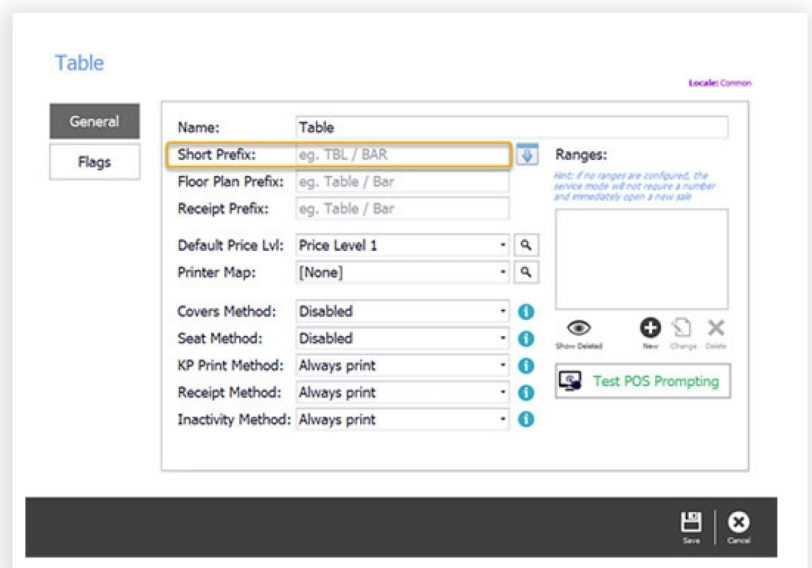 Table
Locale: Common
General
Flags
Name: Table
Short Prefix: eg. TBL / BAR
Floor Plan Prefix: eg. Table / Bar
Receipt Prefix: eg. Table / Bar
Default Price Lvl: Price Level 1
Printer Map: [None]
Covers Method: Disabled
Seat Method: Disabled
KP Print Method: Always print
Receipt Method: Always print
Inactivity Method: Always print
Ranges:
Hint: if no ranges are configured, the
service mode will not require a number
and immediately open a new sale
Show Deleted New Change Delete
Test POS Prompting
Save Cancel